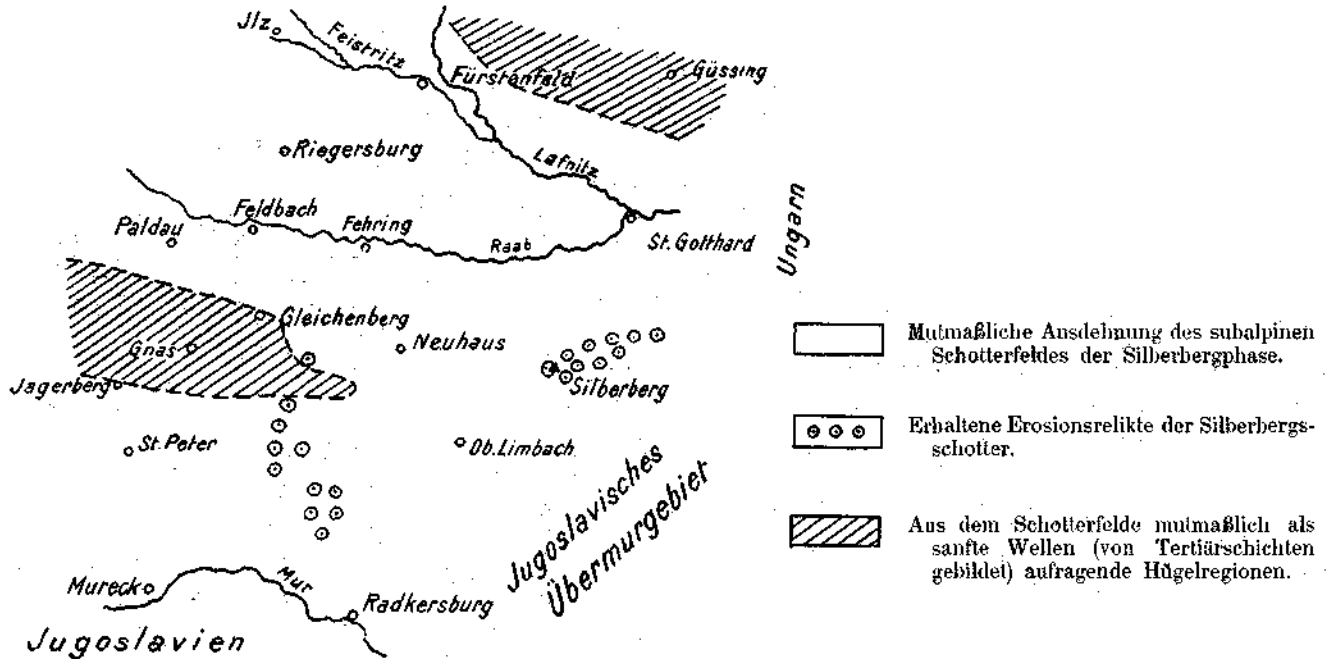 Jlz
Feistritz
Fürstenfeld
Güssing
Riegersburg
Lafnitz
Feldbach
Fehring
Paldau
Raab
St. Gotthard
Ungarn
Gleichenberg
Gnas
Neuhaus
Jagerberg
Silberberg
St. Peter
Ob. Limbach
Jugoslavisches
Übermurgebiet
Mureck
Mur
Radkersburg
Jugoslavien
Mutmaßliche Ausdehnung des subalpinen
Schotterfeldes der Silberbergphase.
Erhaltene Erosionsrelikte der Silberbergs-
schotter.
Aus dem Schotterfelde mutmaßlich als
sanfte Wellen (von Tertiärschichten
gebildet) aufragende Hügelregionen.